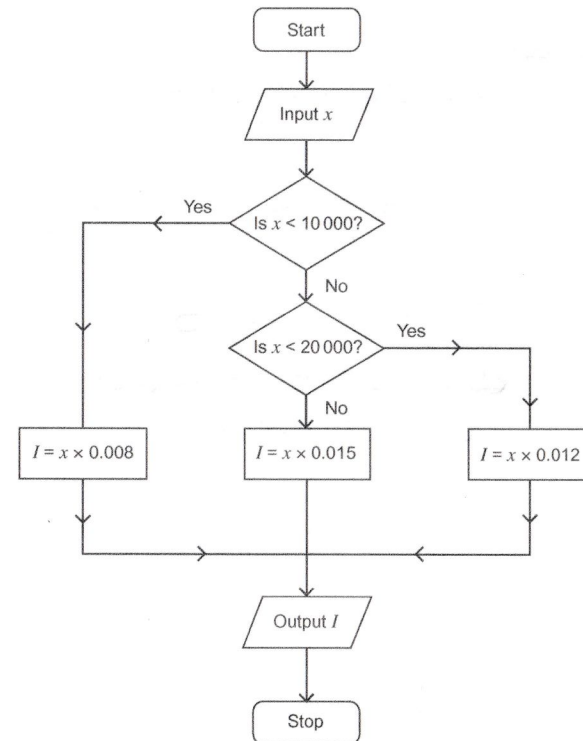 Start
Input x
Yes
Is x < 10 000?
No
Is x < 20 000?
Yes
No
I = x × 0.008
I = x × 0.015
I = x × 0.012
Output I
Stop